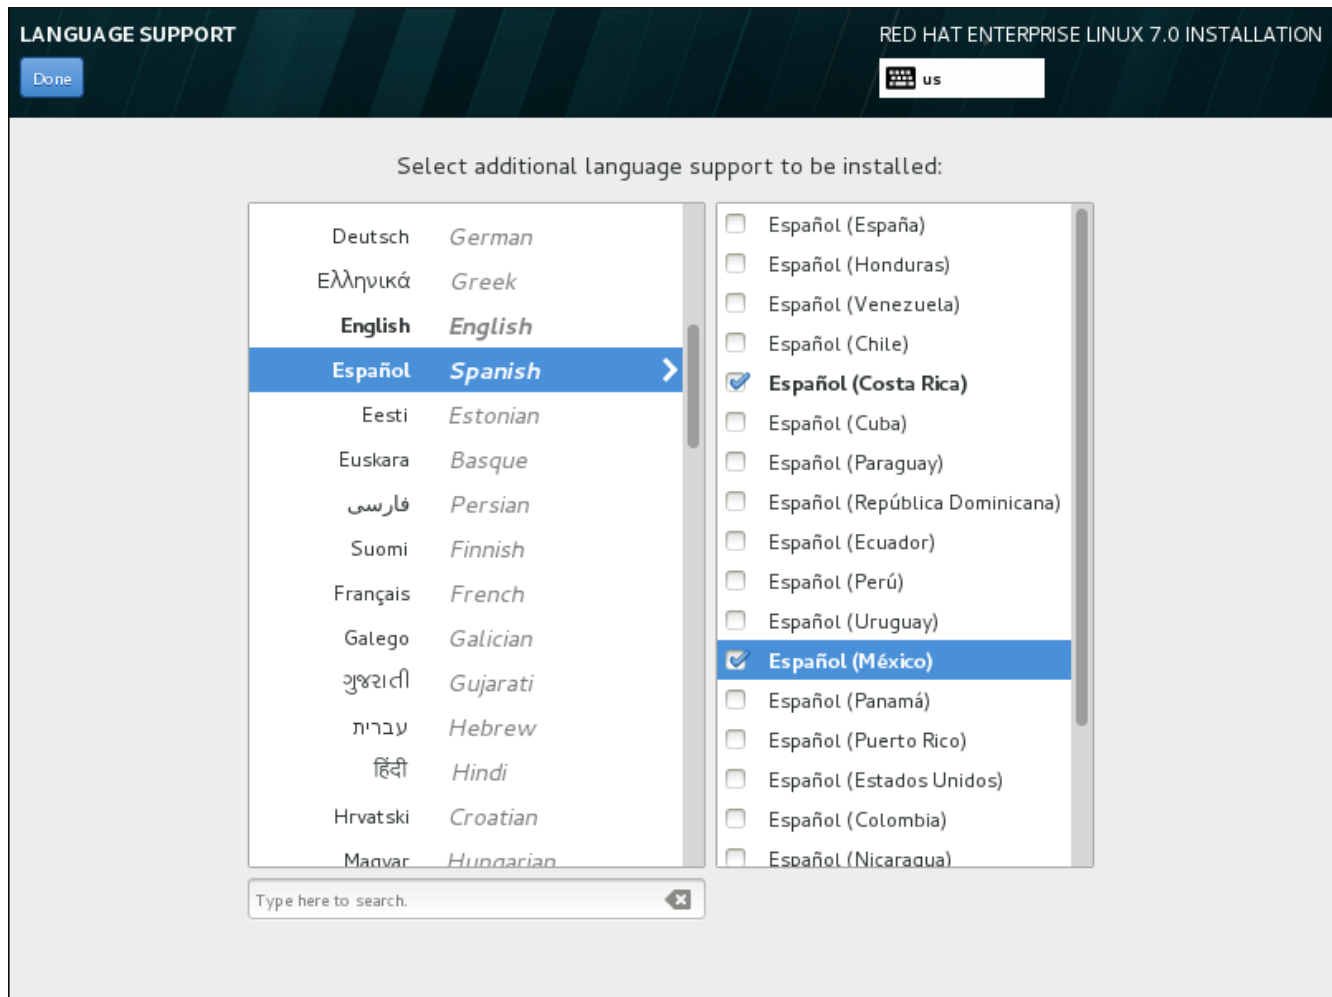 LANGUAGE SUPPORT
RED HAT ENTERPRISE LINUX 7.0 INSTALLATION
Done
us
Select additional language support to be installed:
Deutsch German
Ελληνικά Greek
English English
Español Spanish
Eesti Estonian
Euskara Basque
فارسی Persian
Suomi Finnish
Français French
Galego Galician
ગુજરાતી Gujarati
עברית Hebrew
हिंदी Hindi
Hrvatski Croatian
Magyar Hungarian
Español (España)
Español (Honduras)
Español (Venezuela)
Español (Chile)
Español (Costa Rica)
Español (Cuba)
Español (Paraguay)
Español (República Dominicana)
Español (Ecuador)
Español (Perú)
Español (Uruguay)
Español (México)
Español (Panamá)
Español (Puerto Rico)
Español (Estados Unidos)
Español (Colombia)
Español (Nicaragua)
Type here to search.